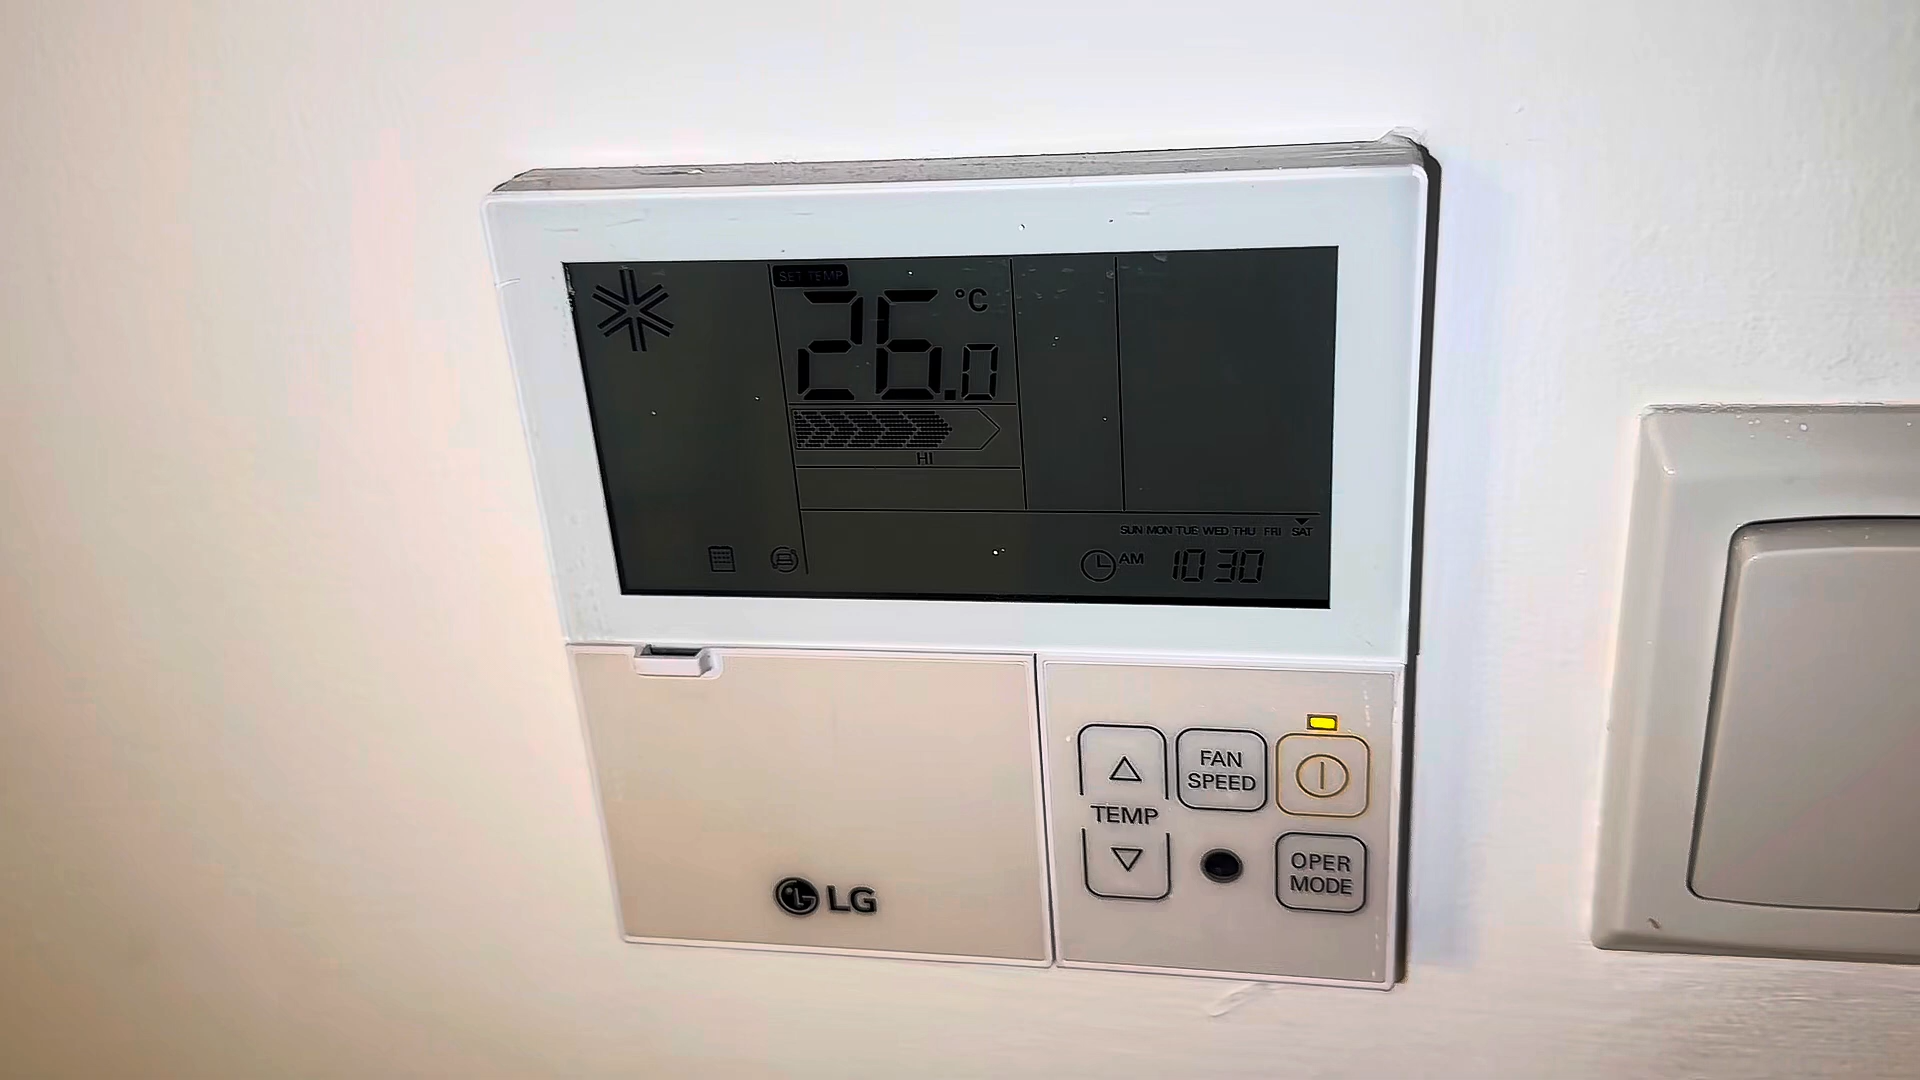 SET TEMP
26.0 °C
HI
SUN MON TUE WED THU FRI SAT
AM 10 30
FAN
SPEED
TEMP
OPER
MODE
LG